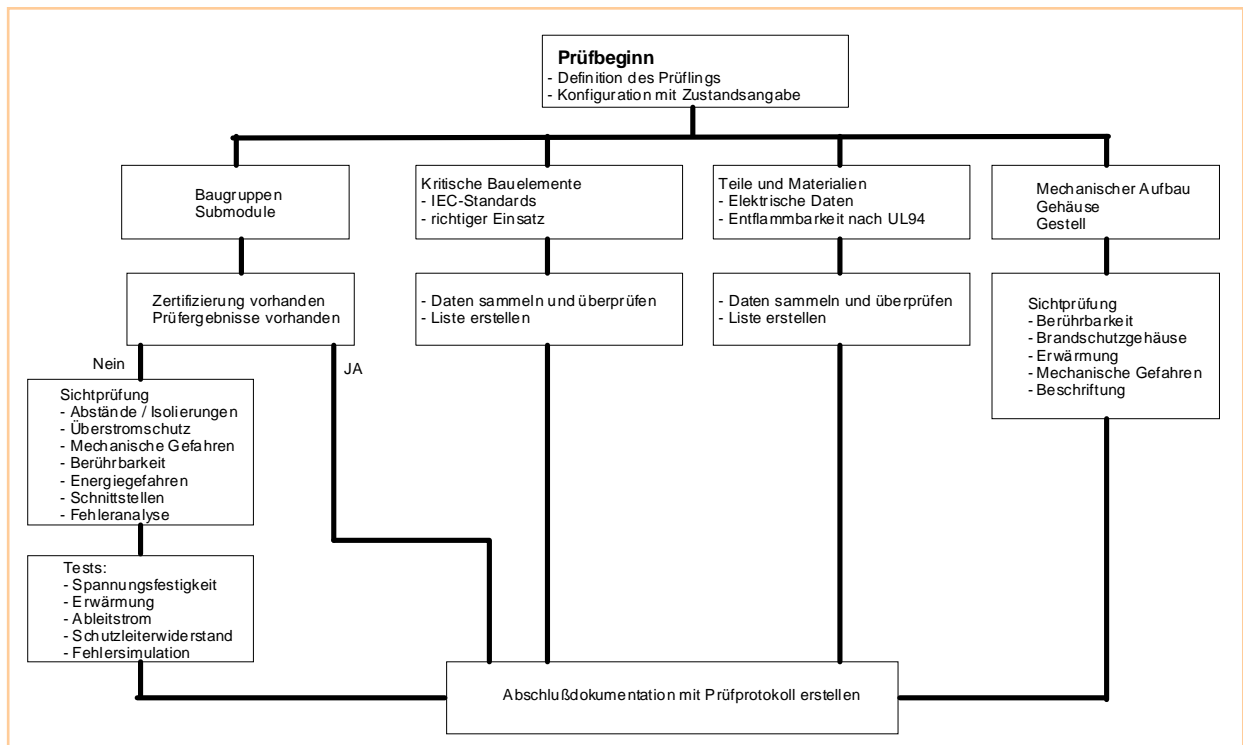 Prüfbeginn
- Definition des Prüflings
- Konfiguration mit Zustandsangabe
Baugruppen
Submodule
Kritische Bauelemente
- IEC-Standards
- richtiger Einsatz
Teile und Materialien
- Elektrische Daten
- Entflammbarkeit nach UL94
Mechanischer Aufbau
Gehäuse
Gestell
Zertifizierung vorhanden
Prüfergebnisse vorhanden
- Daten sammeln und überprüfen
- Liste erstellen
- Daten sammeln und überprüfen
- Liste erstellen
Sichtprüfung
- Berührbarkeit
- Brandschutzgehäuse
- Erwärmung
- Mechanische Gefahren
- Beschriftung
Nein
JA
Sichtprüfung
- Abstände / Isolierungen
- Überstromschutz
- Mechanische Gefahren
- Berührbarkeit
- Energiegefahren
- Schnittstellen
- Fehleranalyse
Tests:
- Spannungsfestigkeit
- Erwärmung
- Ableitstrom
- Schutzleiterwiderstand
- Fehlersimulation
Abschlußdokumentation mit Prüfprotokoll erstellen